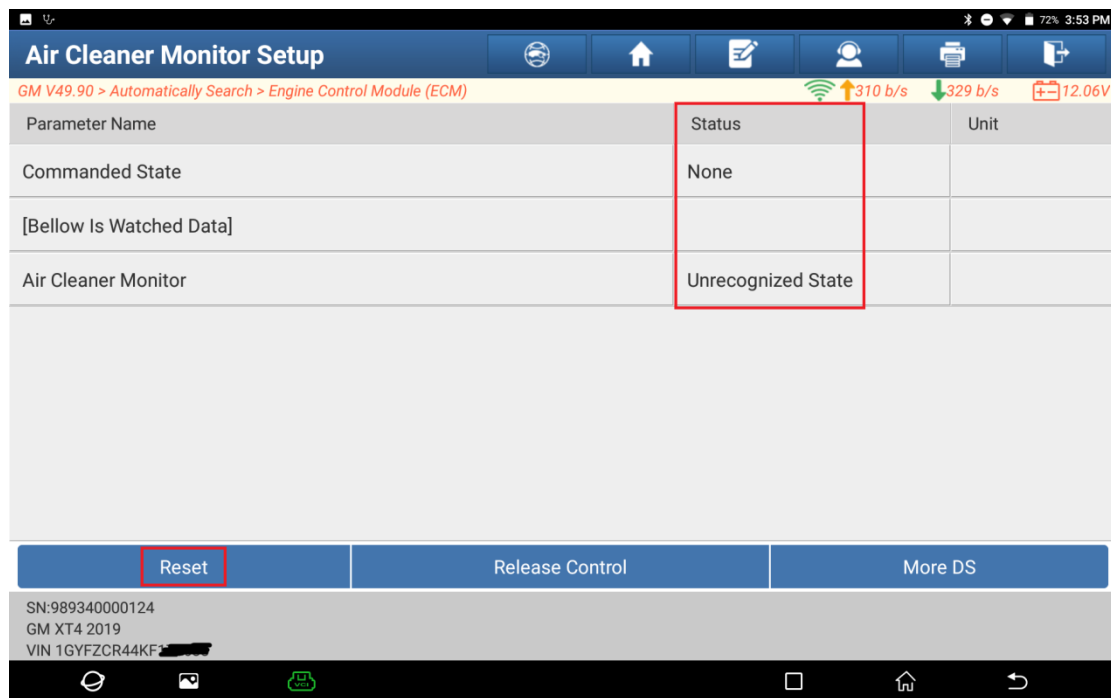 72% 3:53 PM
Air Cleaner Monitor Setup
GM V49.90 > Automatically Search > Engine Control Module (ECM)
310 b/s 329 b/s 12.06V
Parameter Name Status Unit
Commanded State None
[Bellow Is Watched Data]
Air Cleaner Monitor Unrecognized State
Reset Release Control More DS
SN:989340000124
GM XT4 2019
VIN 1GYFZCR44KF
VCI